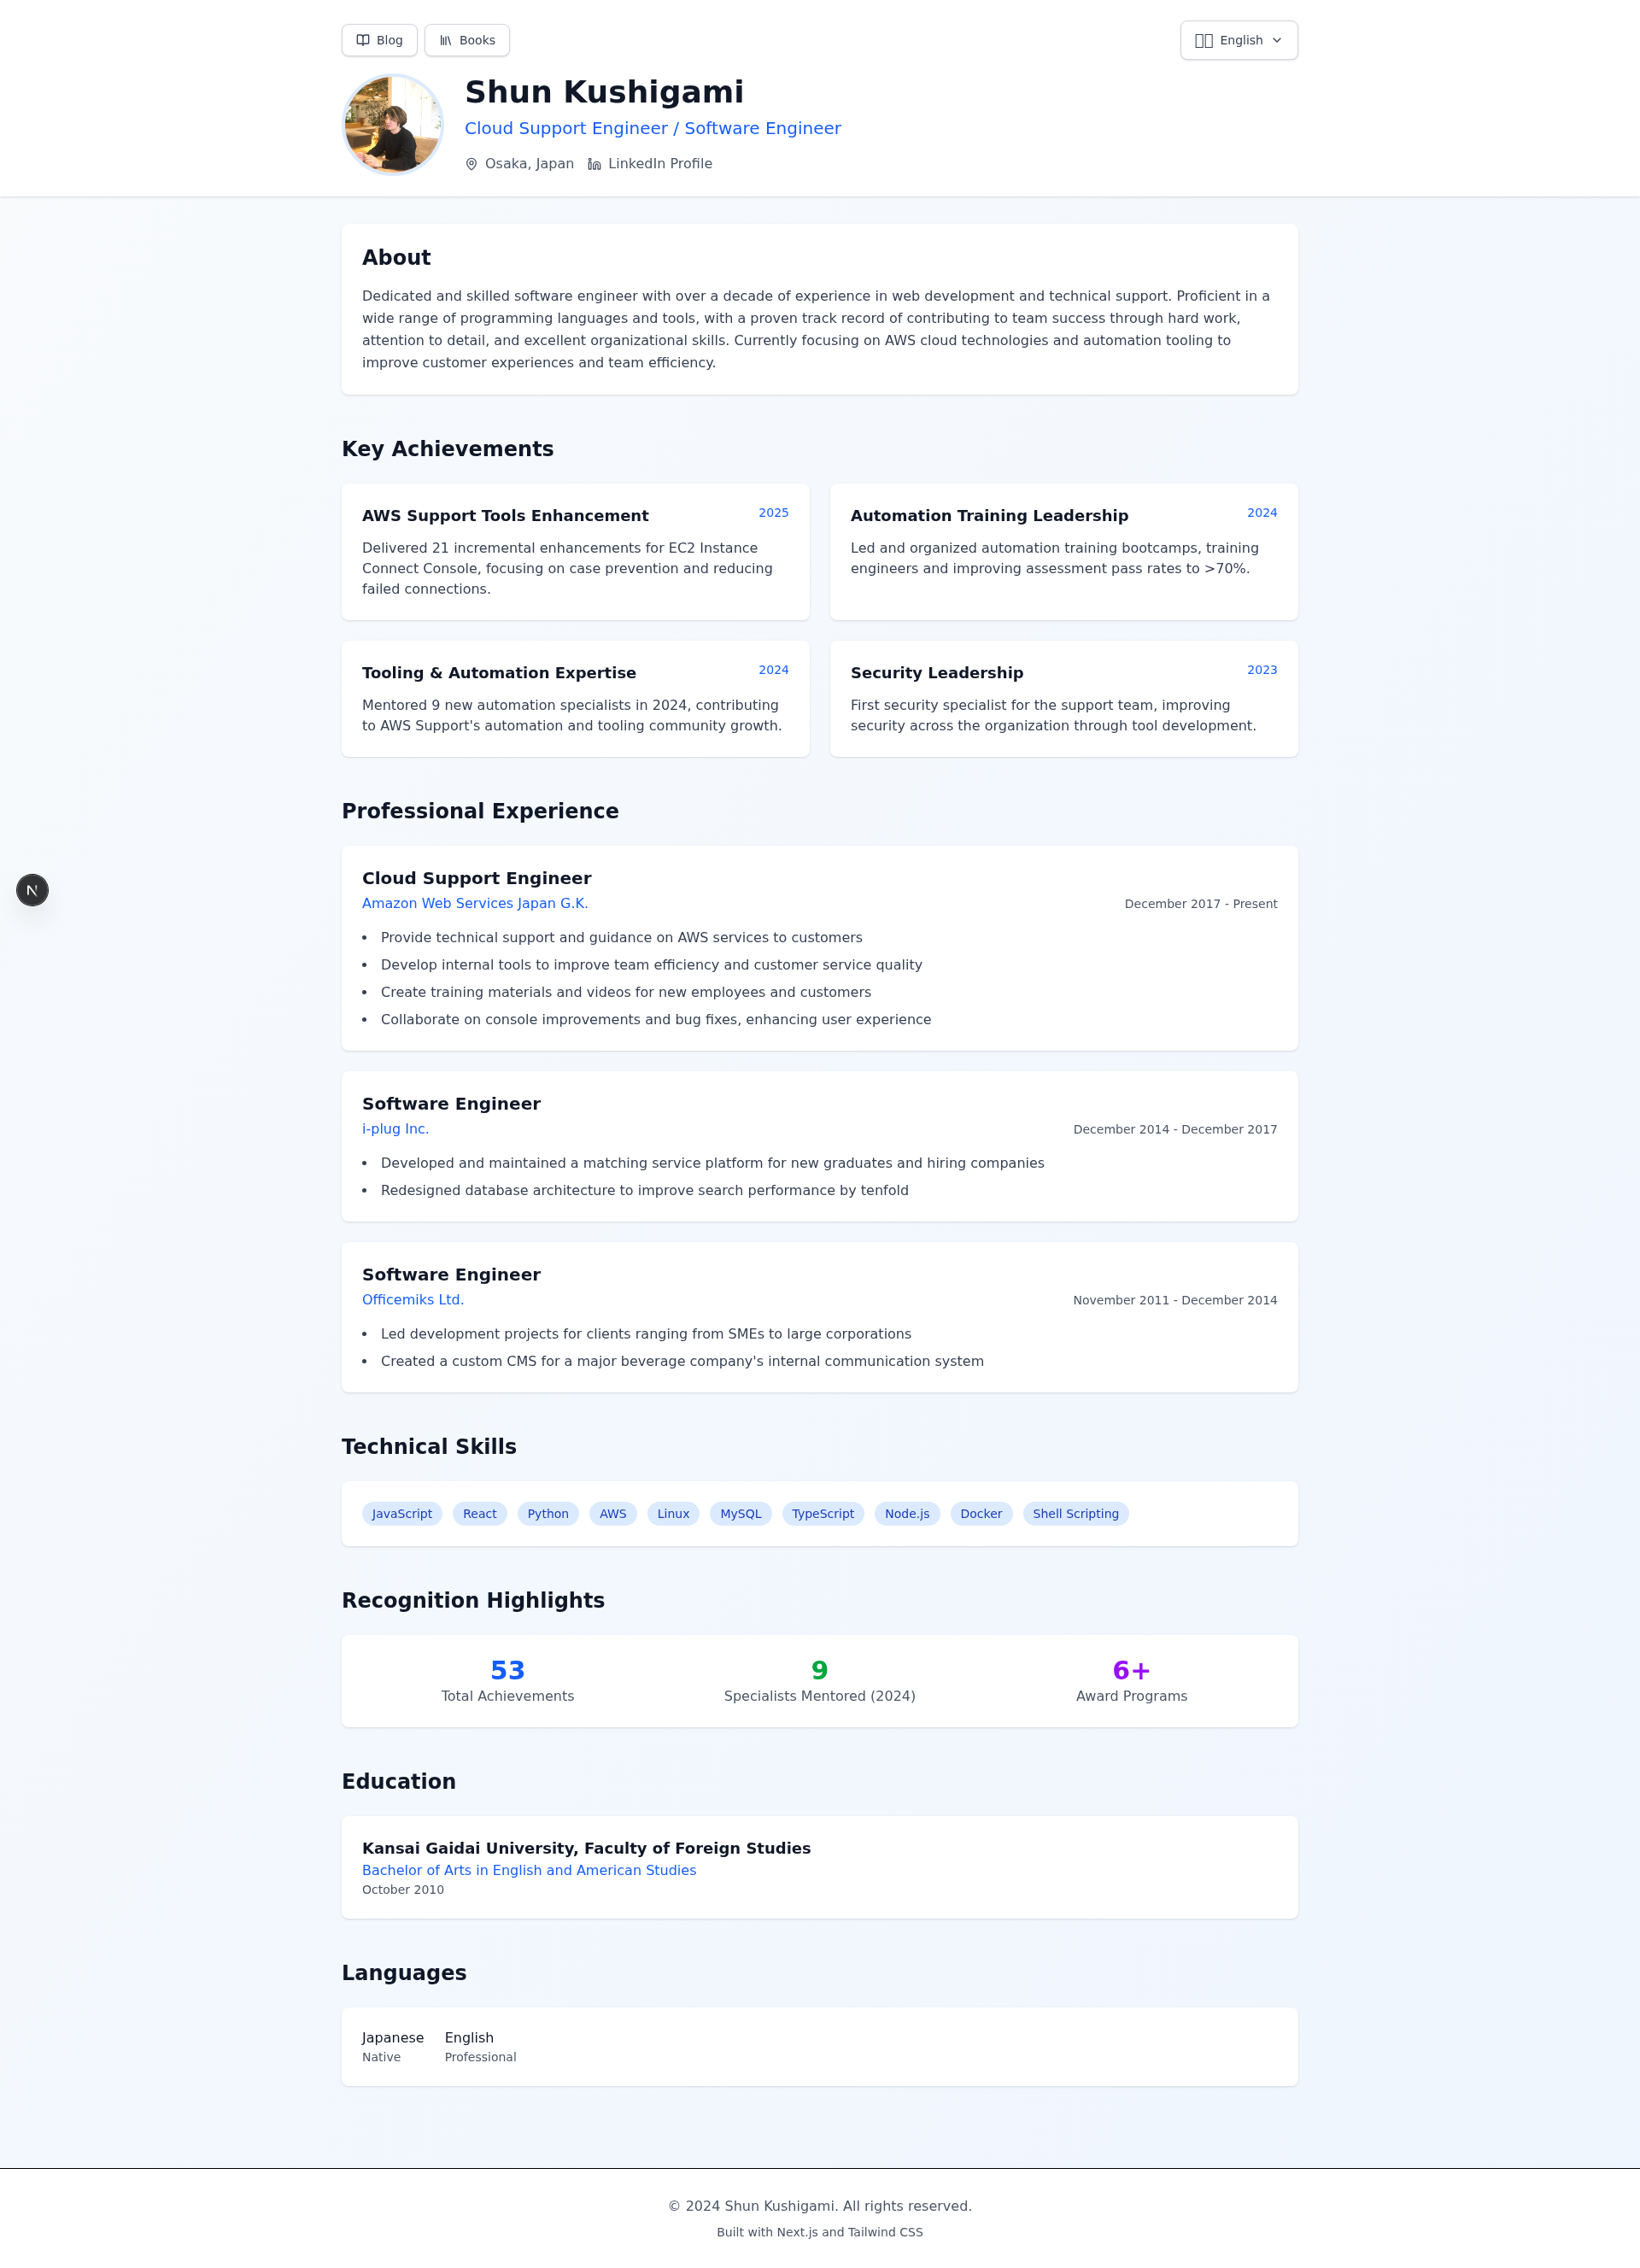 Blog
Books
English
Shun Kushigami
Cloud Support Engineer / Software Engineer
Osaka, Japan
LinkedIn Profile
About
Dedicated and skilled software engineer with over a decade of experience in web development and technical support. Proficient in a
wide range of programming languages and tools, with a proven track record of contributing to team success through hard work,
attention to detail, and excellent organizational skills. Currently focusing on AWS cloud technologies and automation tooling to
improve customer experiences and team efficiency.
Key Achievements
AWS Support Tools Enhancement
2025
Delivered 21 incremental enhancements for EC2 Instance
Connect Console, focusing on case prevention and reducing
failed connections.
Automation Training Leadership
2024
Led and organized automation training bootcamps, training
engineers and improving assessment pass rates to >70%.
Tooling & Automation Expertise
2024
Mentored 9 new automation specialists in 2024, contributing
to AWS Support's automation and tooling community growth.
Security Leadership
2023
First security specialist for the support team, improving
security across the organization through tool development.
Professional Experience
Cloud Support Engineer
Amazon Web Services Japan G.K.
December 2017 - Present
• Provide technical support and guidance on AWS services to customers
• Develop internal tools to improve team efficiency and customer service quality
• Create training materials and videos for new employees and customers
• Collaborate on console improvements and bug fixes, enhancing user experience
Software Engineer
i-plug Inc.
December 2014 - December 2017
• Developed and maintained a matching service platform for new graduates and hiring companies
• Redesigned database architecture to improve search performance by tenfold
Software Engineer
Officemiks Ltd.
November 2011 - December 2014
• Led development projects for clients ranging from SMEs to large corporations
• Created a custom CMS for a major beverage company's internal communication system
Technical Skills
JavaScript React Python AWS Linux MySQL TypeScript Node.js Docker Shell Scripting
Recognition Highlights
53
Total Achievements
9
Specialists Mentored (2024)
6+
Award Programs
Education
Kansai Gaidai University, Faculty of Foreign Studies
Bachelor of Arts in English and American Studies
October 2010
Languages
Japanese
Native
English
Professional
N
© 2024 Shun Kushigami. All rights reserved.
Built with Next.js and Tailwind CSS